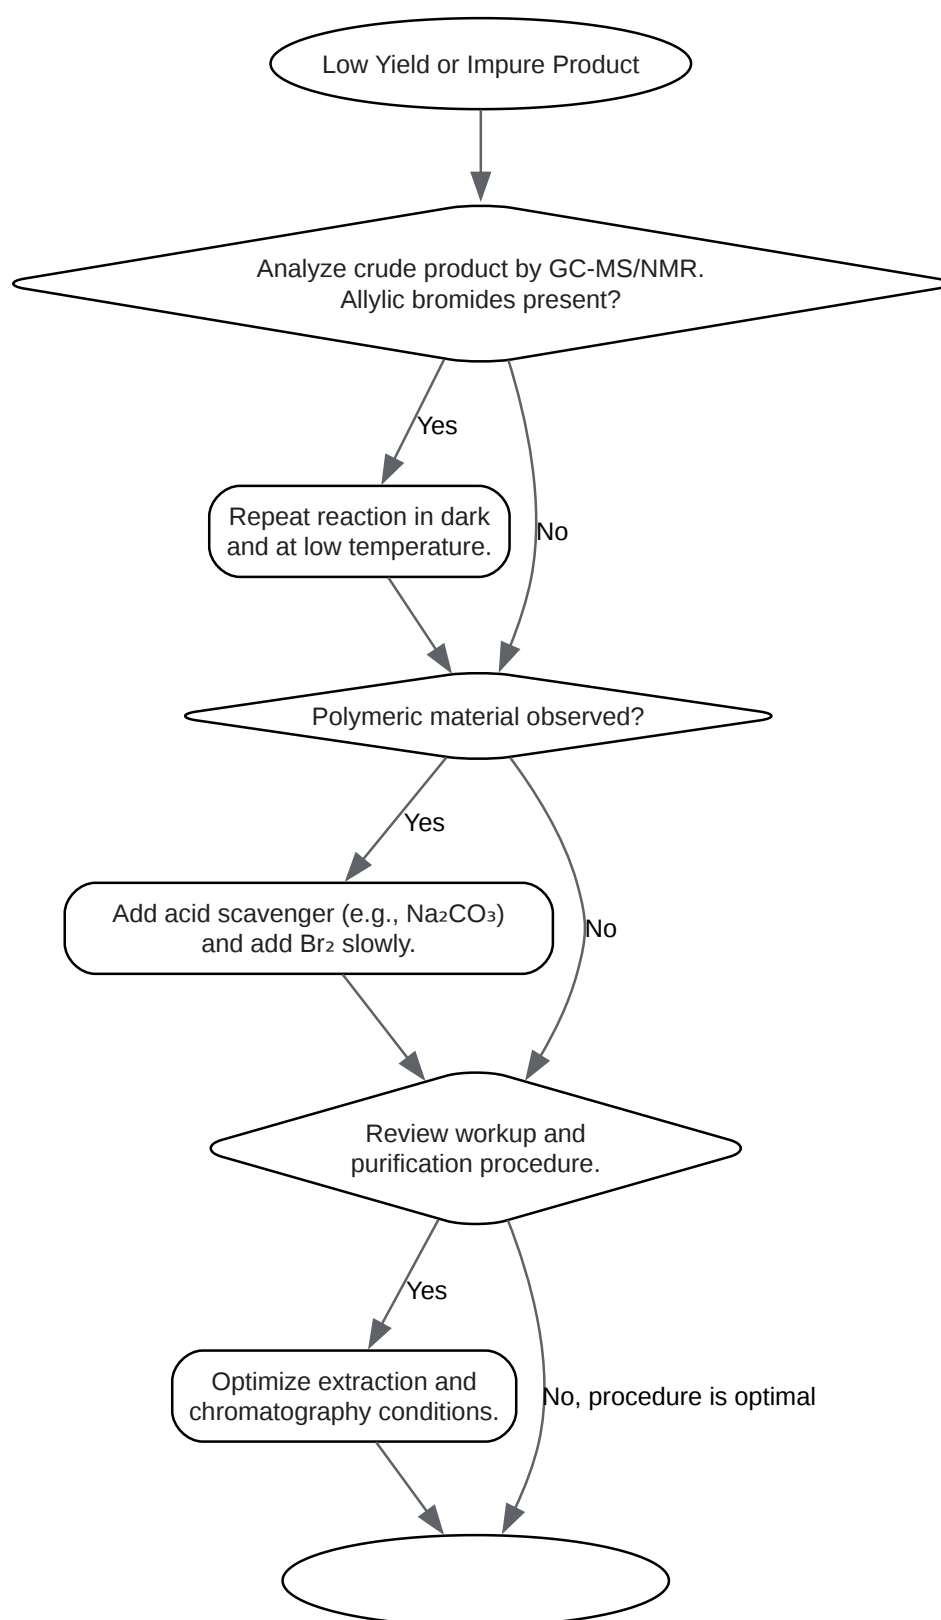 Low Yield or Impure Product
Analyze crude product by GC-MS/NMR.
Allylic bromides present?
Yes
Repeat reaction in dark
and at low temperature.
No
Polymeric material observed?
Yes
Add acid scavenger (e.g., Na₂CO₃)
and add Br₂ slowly.
No
Review workup and
purification procedure.
Yes
Optimize extraction and
chromatography conditions.
No, procedure is optimal